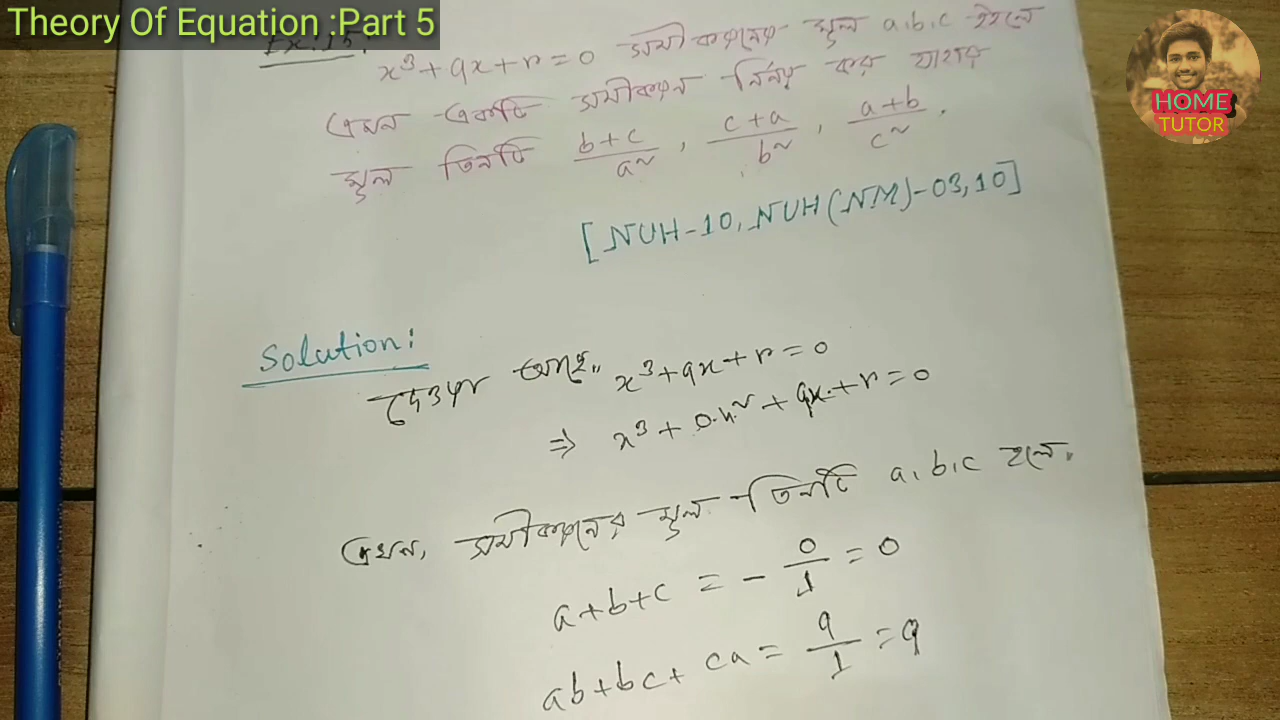 Theory Of Equation :Part 5
Ex. 15.
x³+qx+r=0 সমীকরণের মূল a,b,c হইলে
এমন একটি সমীকরণ নির্নয় কর যাহার
মূল তিনটি b+c/a², c+a/b², a+b/c².
HOME
TUTOR
[NUH-10, NUH(NM)-03,10]
Solution:
দেওয়া আছে, x³+qx+r=0
⇒ x³+0.x²+qx+r=0
এখন, সমীকরণের মূল তিনটি a,b,c হলে,
a+b+c = - 0/1 = 0
ab+bc+ca = q/1 = q